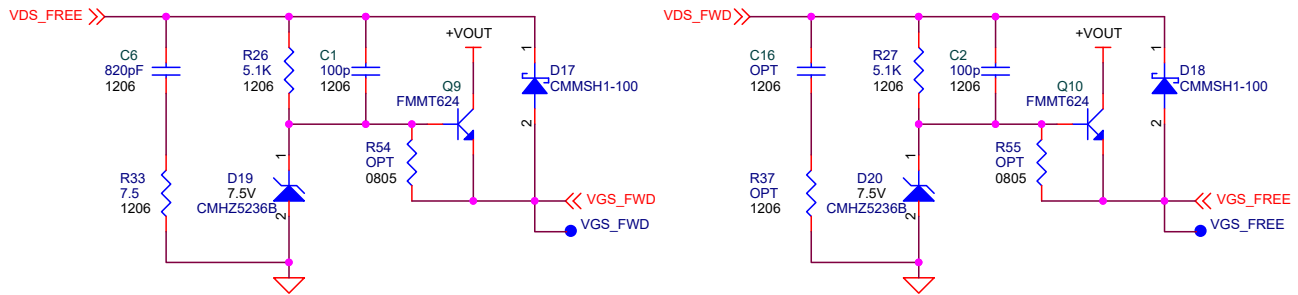 VDS_FREE
C6
820pF
1206
R26
5.1K
1206
C1
100p
1206
+VOUT
Q9
FMMT624
1
D17
CMMSH1-100
2
R33
7.5
1206
D19
7.5V
CMHZ5236B
1
2
R54
OPT
0805
VGS_FWD
VGS_FWD
VDS_FWD
C16
OPT
1206
R27
5.1K
1206
C2
100p
1206
+VOUT
Q10
FMMT624
1
D18
CMMSH1-100
2
R37
OPT
1206
D20
7.5V
CMHZ5236B
1
2
R55
OPT
0805
VGS_FREE
VGS_FREE